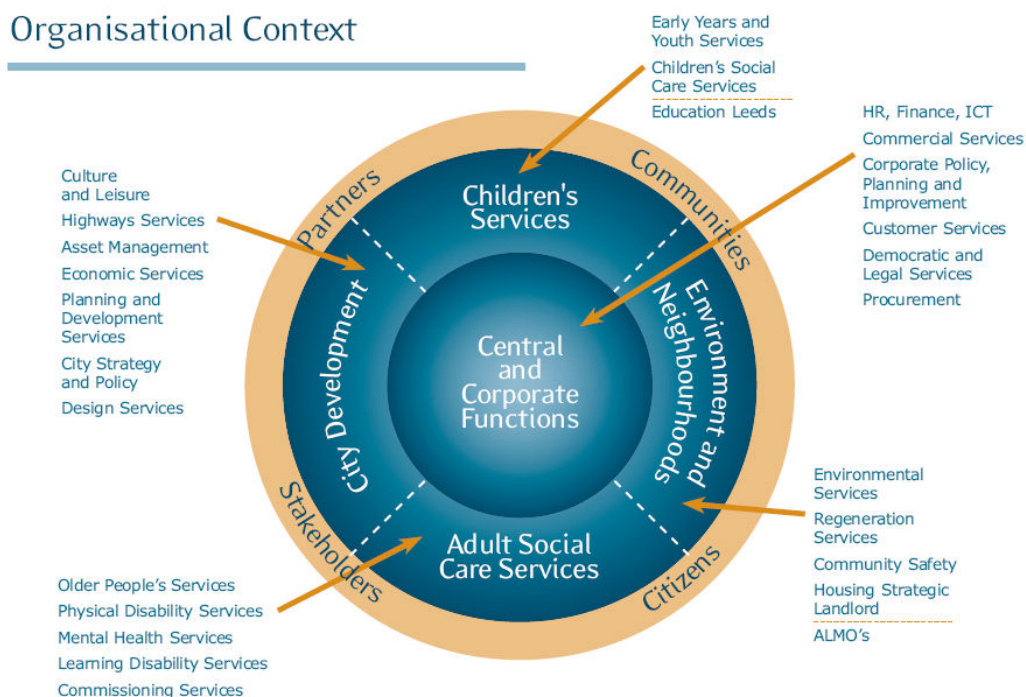 Organisational Context
Early Years and
Youth Services
Children's Social
Care Services
Education Leeds
HR, Finance, ICT
Commercial Services
Corporate Policy,
Planning and
Improvement
Customer Services
Democratic and
Legal Services
Procurement
Culture
and Leisure
Highways Services
Asset Management
Economic Services
Planning and
Development
Services
City Strategy
and Policy
Design Services
Partners
Communities
Children's
Services
City Development
Central
and
Corporate
Functions
Environment and
Neighbourhoods
Adult Social
Care Services
Stakeholders
Citizens
Environmental
Services
Regeneration
Services
Community Safety
Housing Strategic
Landlord
ALMO's
Older People's Services
Physical Disability Services
Mental Health Services
Learning Disability Services
Commissioning Services